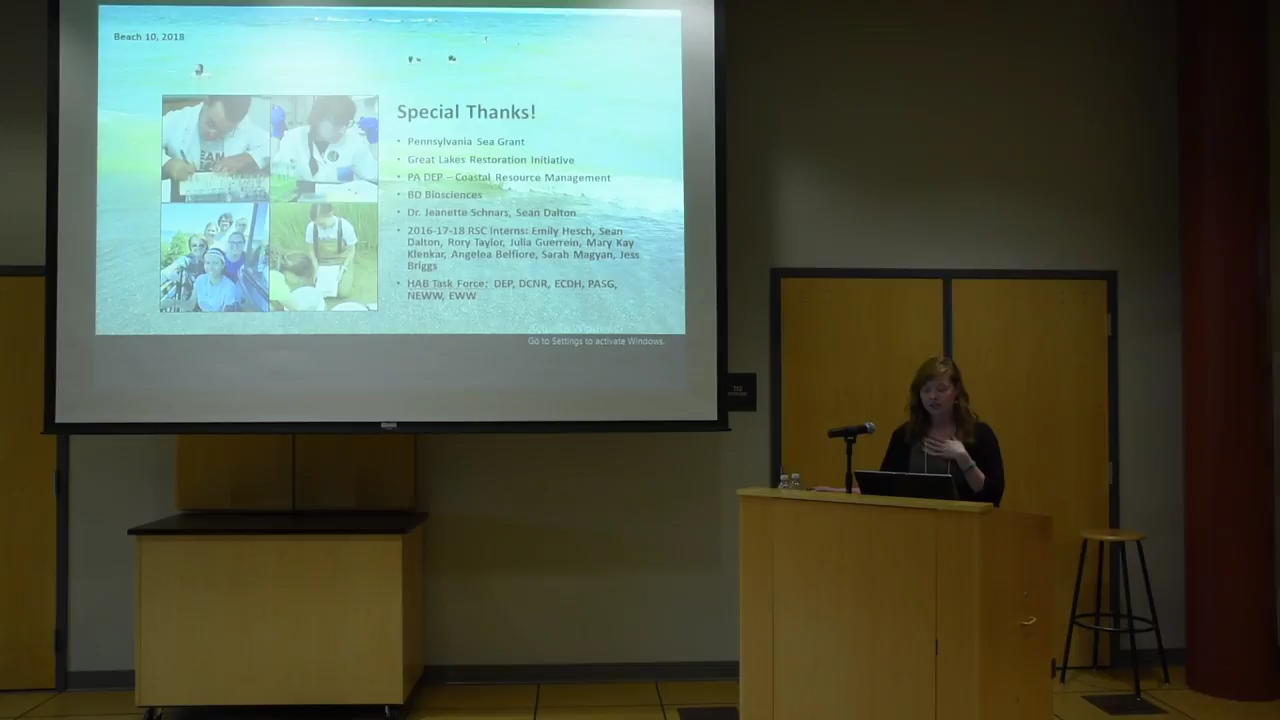 Beach 10, 2018
Special Thanks!
• Pennsylvania Sea Grant
• Great Lakes Restoration Initiative
• PA DEP – Coastal Resource Management
• BD Biosciences
• Dr. Jeanette Schnars, Sean Dalton
• 2016-17-18 RSC Interns: Emily Hesch, Sean
Dalton, Rory Taylor, Julia Guerrein, Mary Kay
Klenkar, Angelea Belfiore, Sarah Magyan, Jess
Briggs
• HAB Task Force: DEP, DCNR, ECDH, PASG,
NEWW, EWW
Go to Settings to activate Windows.